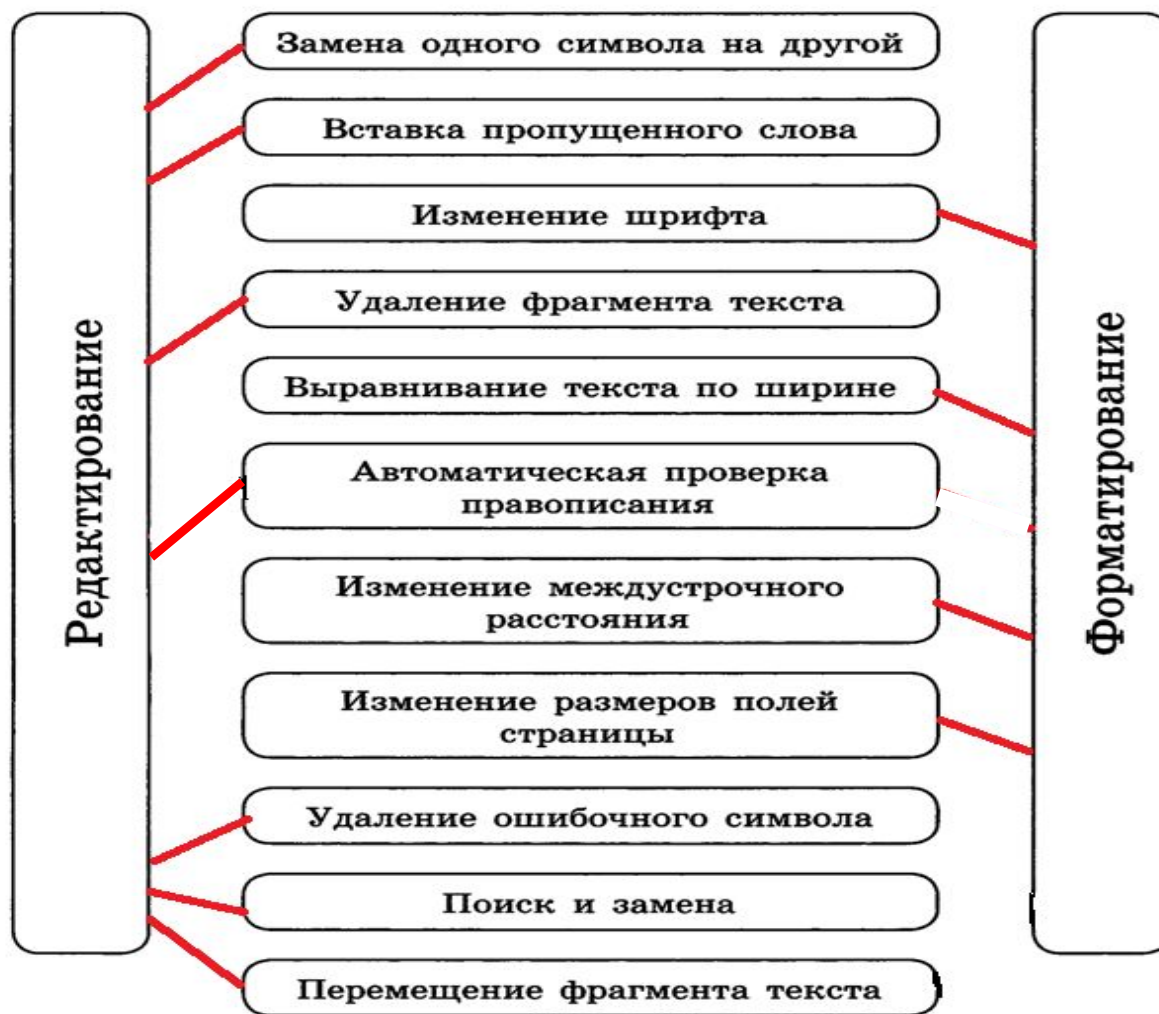 Редактирование
Замена одного символа на другой
Вставка пропущенного слова
Изменение шрифта
Удаление фрагмента текста
Выравнивание текста по ширине
Автоматическая проверка
правописания
Изменение междустрочного
расстояния
Изменение размеров полей
страницы
Удаление ошибочного символа
Поиск и замена
Перемещение фрагмента текста
Форматирование